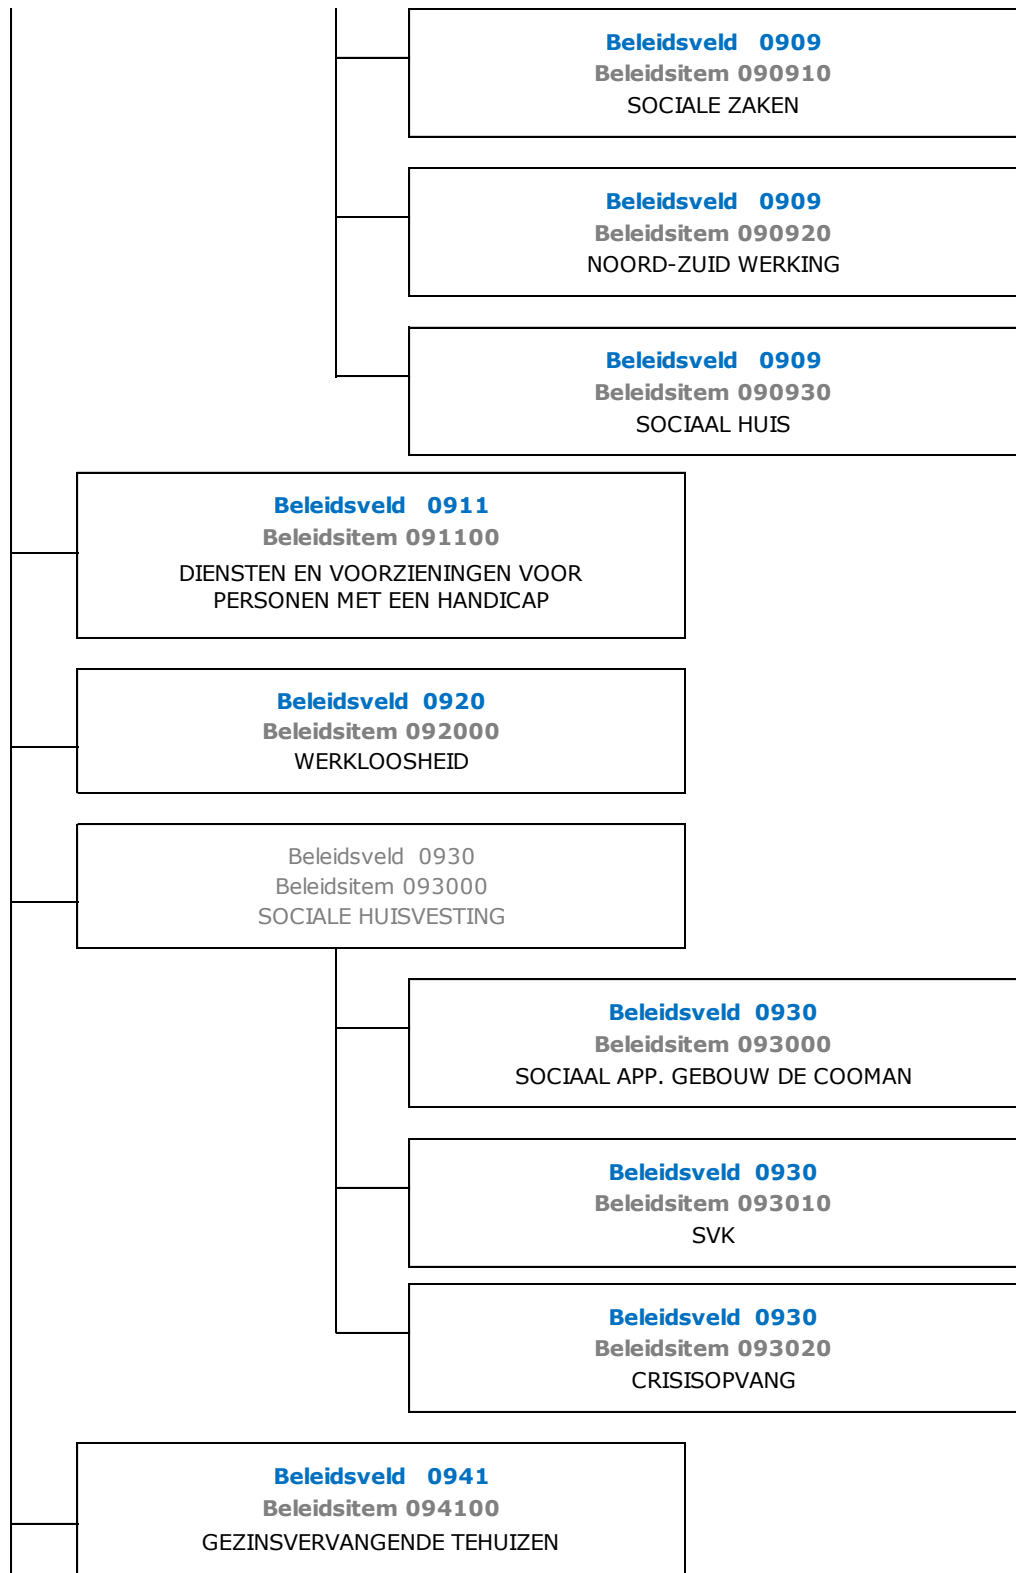 Beleidsveld 0909
Beleidsitem 090910
SOCIALE ZAKEN
Beleidsveld 0909
Beleidsitem 090920
NOORD-ZUID WERKING
Beleidsveld 0909
Beleidsitem 090930
SOCIAAL HUIS
Beleidsveld 0911
Beleidsitem 091100
DIENSTEN EN VOORZIENINGEN VOOR
PERSONEN MET EEN HANDICAP
Beleidsveld 0920
Beleidsitem 092000
WERKLOOSHEID
Beleidsveld 0930
Beleidsitem 093000
SOCIALE HUISVESTING
Beleidsveld 0930
Beleidsitem 093000
SOCIAAL APP. GEBOUW DE COOMAN
Beleidsveld 0930
Beleidsitem 093010
SVK
Beleidsveld 0930
Beleidsitem 093020
CRISISOPVANG
Beleidsveld 0941
Beleidsitem 094100
GEZINSVERVANGENDE TEHUIZEN